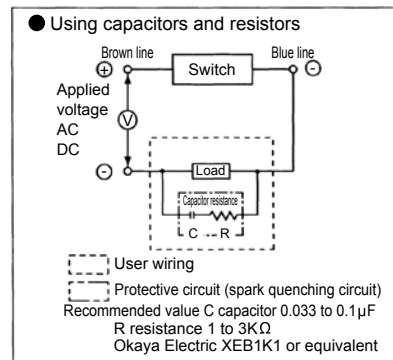 ● Using capacitors and resistors
Brown line
Blue line
Switch
⊕
⊖
Applied
voltage
AC
DC
V
⊖
Load
Capacitor resistance
C --- R
User wiring
Protective circuit (spark quenching circuit)
Recommended value C capacitor 0.033 to 0.1μF
R resistance 1 to 3KΩ
Okaya Electric XEB1K1 or equivalent